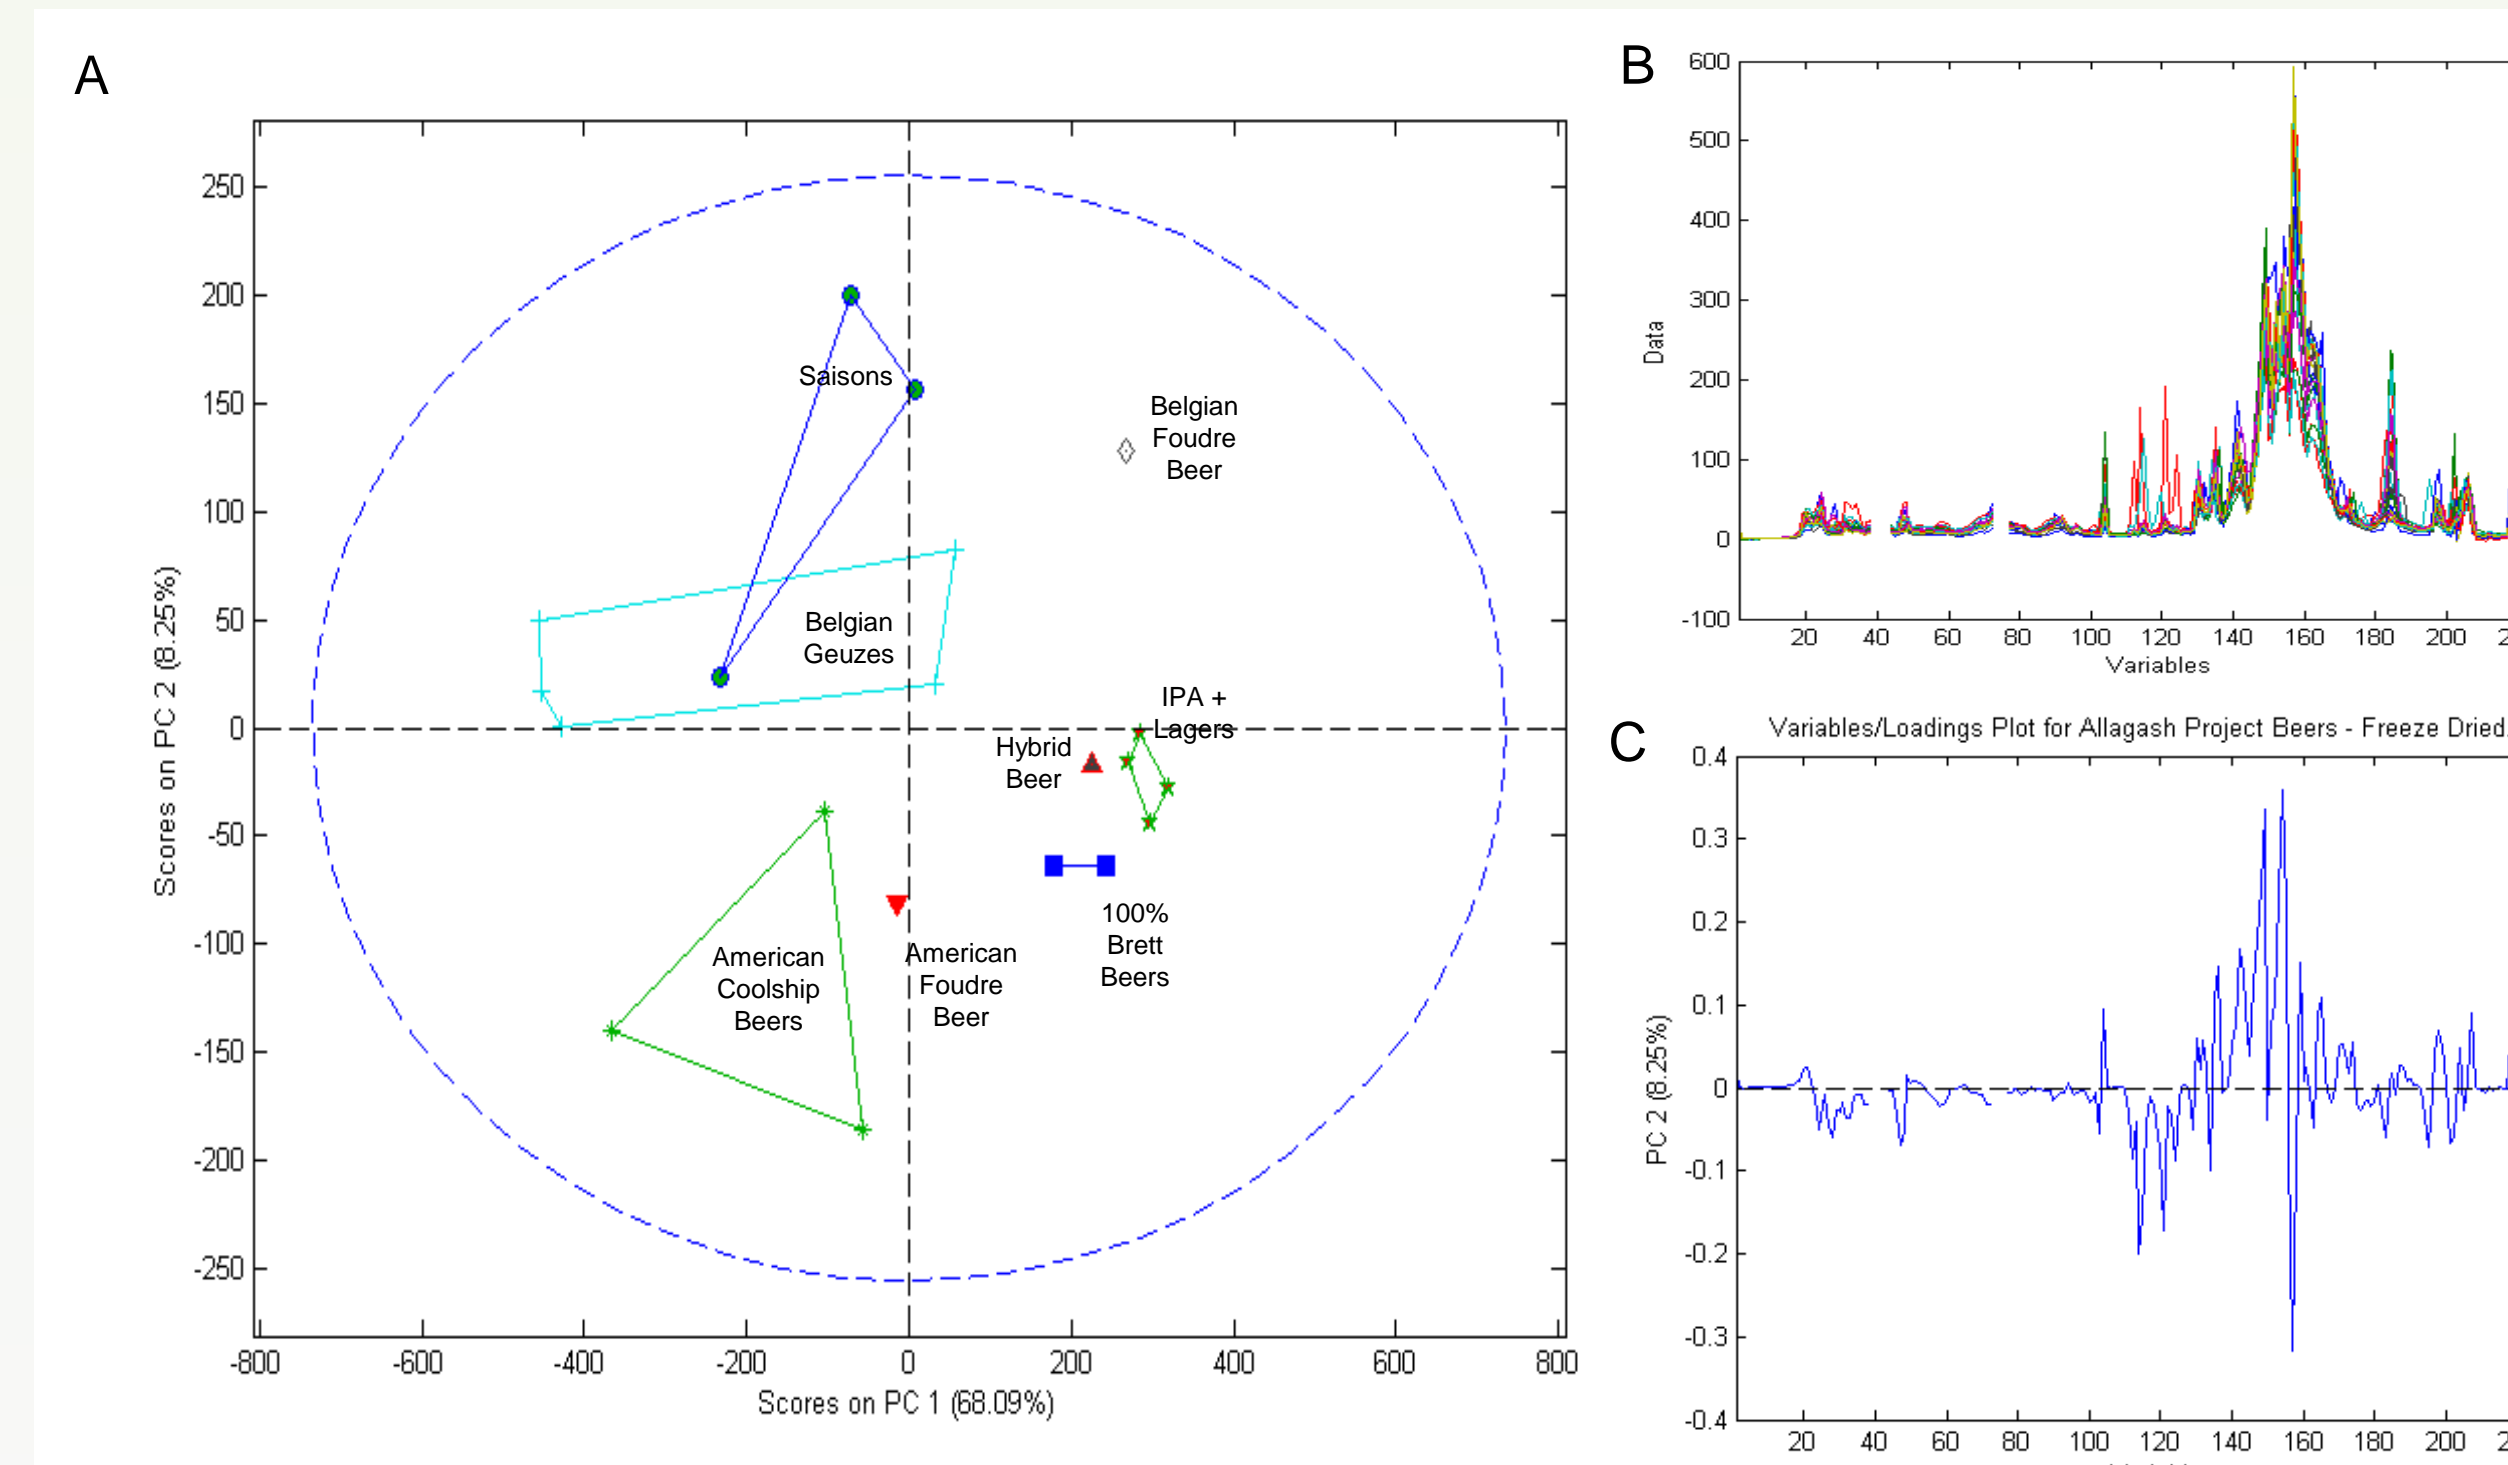 A
250
200
150
100
50
0
-50
-100
-150
-200
-250
Scores on PC 2 (8.25%)
-800
-600
-400
-200
0
200
400
600
800
Scores on PC 1 (68.09%)
Saisons
Belgian
Foudre
Beer
Belgian
Geuzes
IPA +
Lagers
Hybrid
Beer
100%
Brett
Beers
American
Coolship
Beers
American
Foudre
Beer
B
600
500
400
300
200
100
0
-100
Data
20
40
60
80
100
120
140
160
180
200
Variables
C
Variables/Loadings Plot for Allagash Project Beers - Freeze Dried
0.4
0.3
0.2
0.1
0
-0.1
-0.2
-0.3
-0.4
PC 2 (8.25%)
20
40
60
80
100
120
140
160
180
200